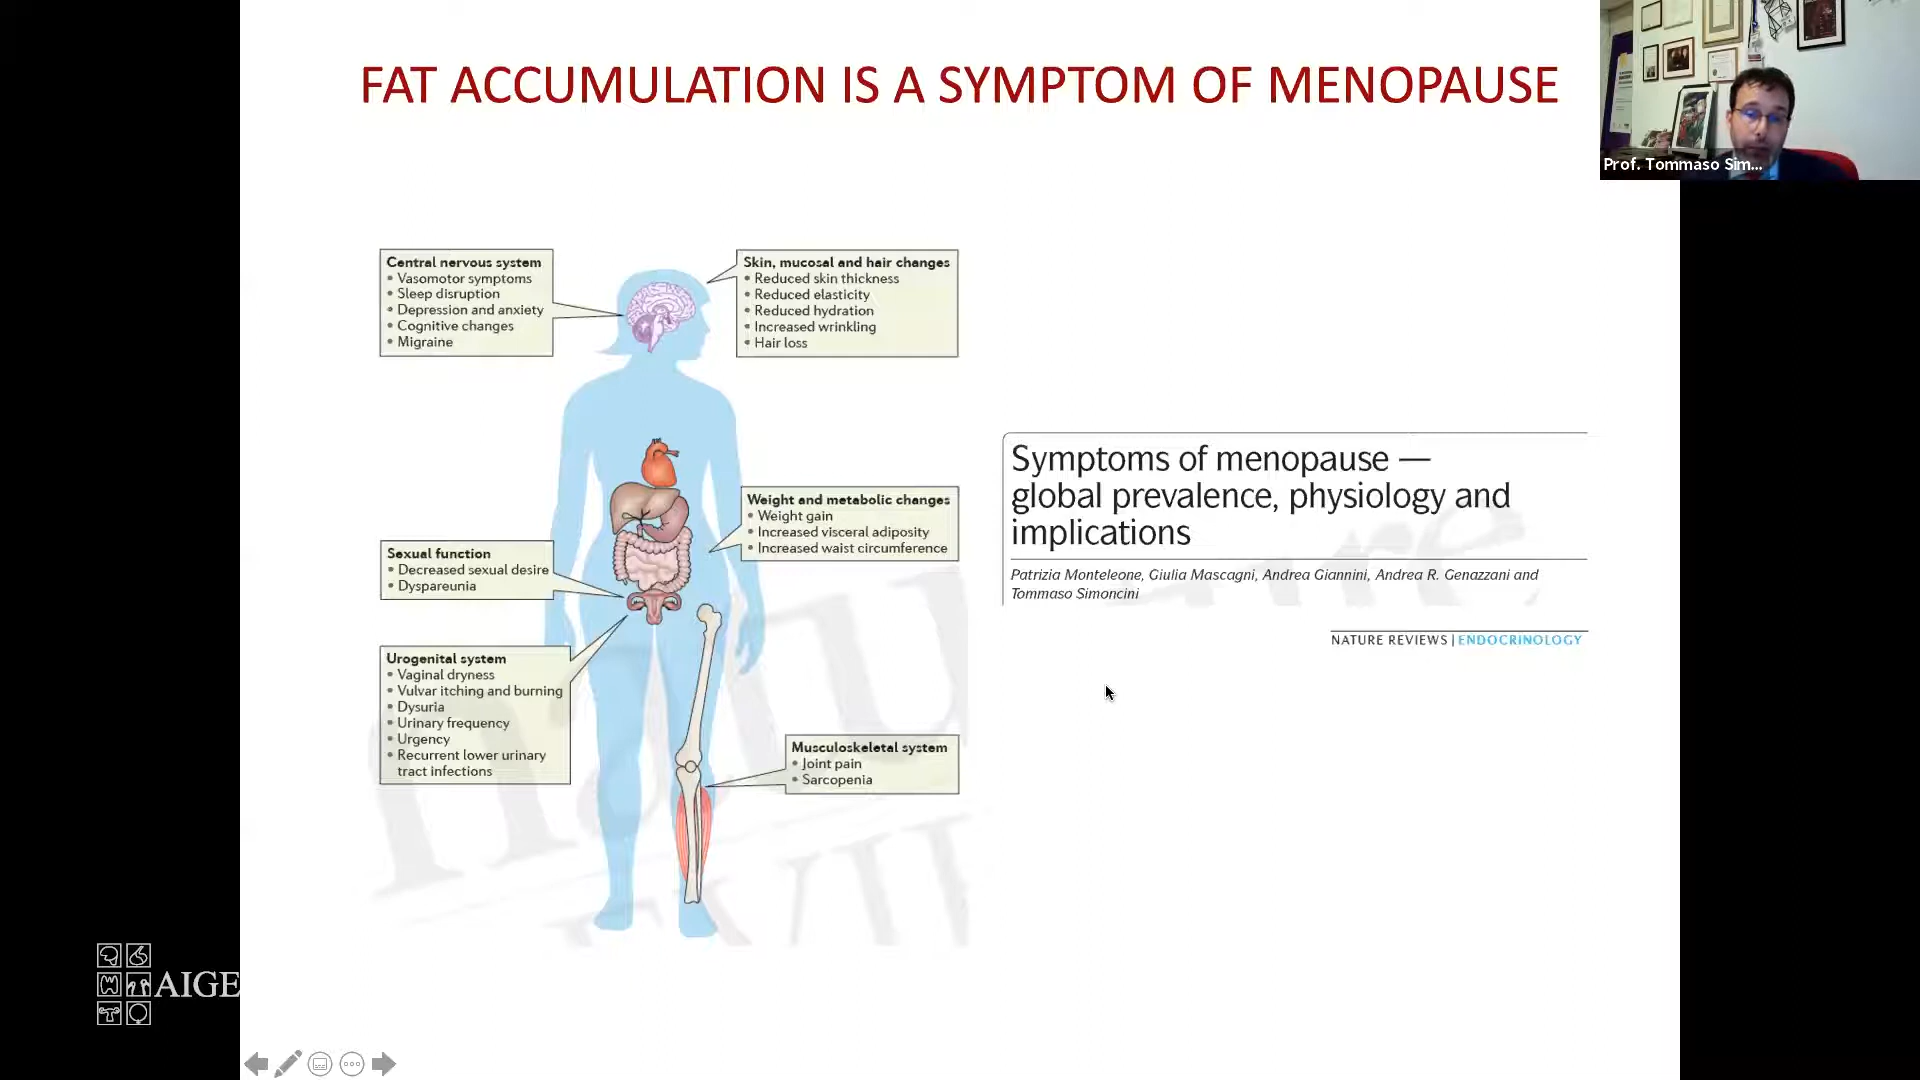 FAT ACCUMULATION IS A SYMPTOM OF MENOPAUSE
Prof. Tommaso Sim...
Central nervous system
• Vasomotor symptoms
• Sleep disruption
• Depression and anxiety
• Cognitive changes
• Migraine
Skin, mucosal and hair changes
• Reduced skin thickness
• Reduced elasticity
• Reduced hydration
• Increased wrinkling
• Hair loss
Weight and metabolic changes
• Weight gain
• Increased visceral adiposity
• Increased waist circumference
Sexual function
• Decreased sexual desire
• Dyspareunia
Urogenital system
• Vaginal dryness
• Vulvar itching and burning
• Dysuria
• Urinary frequency
• Urgency
• Recurrent lower urinary
tract infections
Musculoskeletal system
• Joint pain
• Sarcopenia
Symptoms of menopause —
global prevalence, physiology and
implications
Patrizia Monteleone, Giulia Mascagni, Andrea Giannini, Andrea R. Genazzani and
Tommaso Simoncini
NATURE REVIEWS | ENDOCRINOLOGY
AIGE